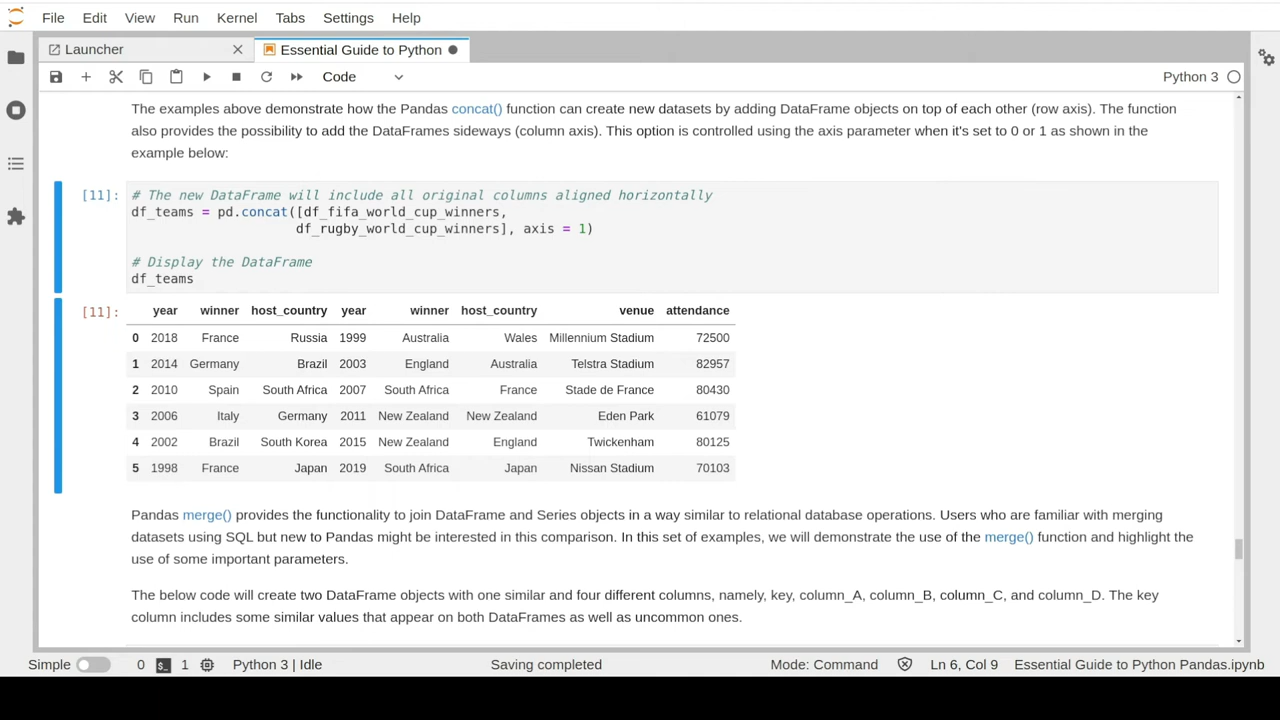 File Edit View Run Kernel Tabs Settings Help
Launcher Essential Guide to Python
Code Python 3
The examples above demonstrate how the Pandas concat() function can create new datasets by adding DataFrame objects on top of each other (row axis). The function
also provides the possibility to add the DataFrames sideways (column axis). This option is controlled using the axis parameter when it's set to 0 or 1 as shown in the
example below:
[11]: # The new DataFrame will include all original columns aligned horizontally
df_teams = pd.concat([df_fifa_world_cup_winners,
df_rugby_world_cup_winners], axis = 1)
# Display the DataFrame
df_teams
[11]: year winner host_country year winner host_country venue attendance
0 2018 France Russia 1999 Australia Wales Millennium Stadium 72500
1 2014 Germany Brazil 2003 England Australia Telstra Stadium 82957
2 2010 Spain South Africa 2007 South Africa France Stade de France 80430
3 2006 Italy Germany 2011 New Zealand New Zealand Eden Park 61079
4 2002 Brazil South Korea 2015 New Zealand England Twickenham 80125
5 1998 France Japan 2019 South Africa Japan Nissan Stadium 70103
Pandas merge() provides the functionality to join DataFrame and Series objects in a way similar to relational database operations. Users who are familiar with merging
datasets using SQL but new to Pandas might be interested in this comparison. In this set of examples, we will demonstrate the use of the merge() function and highlight the
use of some important parameters.
The below code will create two DataFrame objects with one similar and four different columns, namely, key, column_A, column_B, column_C, and column_D. The key
column includes some similar values that appear on both DataFrames as well as uncommon ones.
Simple 0 $_ 1 Python 3 | Idle Saving completed Mode: Command Ln 6, Col 9 Essential Guide to Python Pandas.ipynb